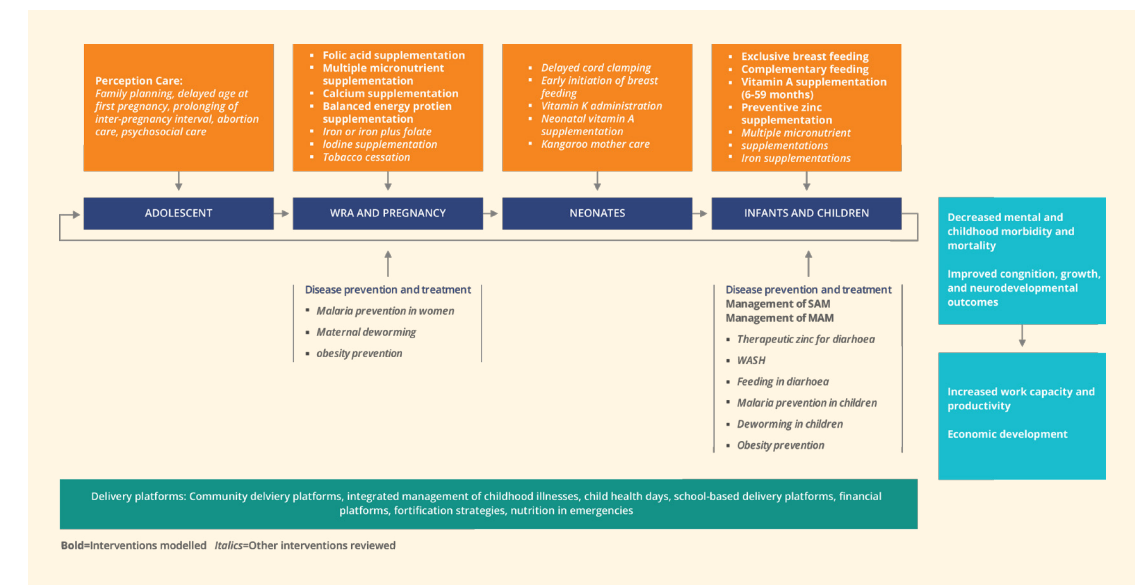 Perception Care:
Family planning, delayed age at
first pregnancy, prolonging of
inter-pregnancy interval, abortion
care, psychosocial care
▪ Folic acid supplementation
▪ Multiple micronutrient
supplementation
▪ Calcium supplementation
▪ Balanced energy protien
supplementation
▪ Iron or iron plus folate
▪ Iodine supplementation
▪ Tobacco cessation
▪ Delayed cord clamping
▪ Early initiation of breast
feeding
▪ Vitamin K administration
▪ Neonatal vitamin A
supplementation
▪ Kangaroo mother care
▪ Exclusive breast feeding
▪ Complementary feeding
▪ Vitamin A supplementation
(6-59 months)
▪ Preventive zinc
supplementation
▪ Multiple micronutrient
▪ supplementations
▪ Iron supplementations
ADOLESCENT
WRA AND PREGNANCY
NEONATES
INFANTS AND CHILDREN
Disease prevention and treatment
▪ Malaria prevention in women
▪ Maternal deworming
▪ obesity prevention
Disease prevention and treatment
Management of SAM
Management of MAM
▪ Therapeutic zinc for diarhoea
▪ WASH
▪ Feeding in diarhoea
▪ Malaria prevention in children
▪ Deworming in children
▪ Obesity prevention
Decreased mental and
childhood morbidity and
mortality
Improved congnition, growth,
and neurodevelopmental
outcomes
Increased work capacity and
productivity
Economic development
Delivery platforms: Community delviery platforms, integrated management of childhood illnesses, child health days, school-based delivery platforms, financial
platforms, fortification strategies, nutrition in emergencies
Bold=Interventions modelled Italics=Other interventions reviewed